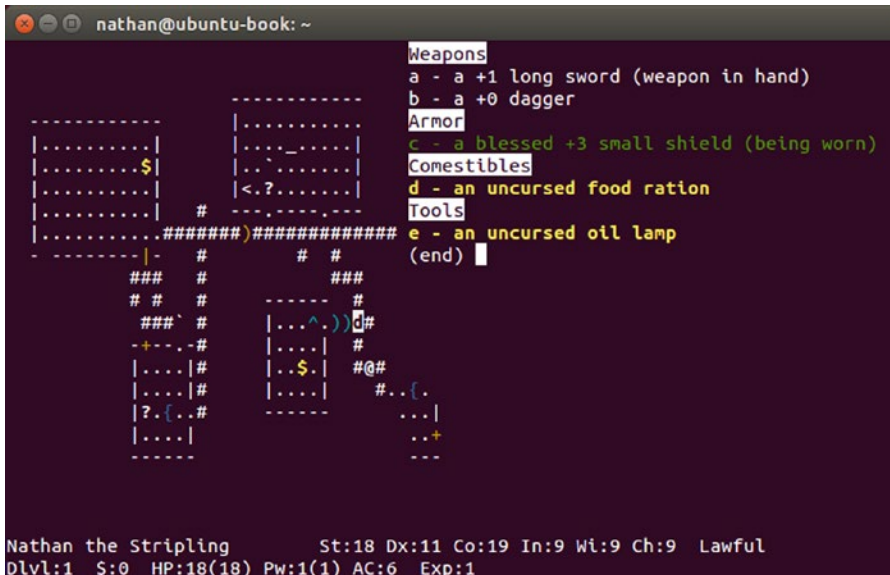 nathan@ubuntu-book: ~
Weapons
a - a +1 long sword (weapon in hand)
------------ b - a +0 dagger
------------ |........... Armor
|..........| |...._.....| c - a blessed +3 small shield (being worn)
|.........$| |..`.......| Comestibles
|..........| |<.?.......| d - an uncursed food ration
|..........| # ---.----.--- Tools
|...........#######)############# e - an uncursed oil lamp
- --------|- # # # (end)
### # ###
# # # ------ #
###` # |...^.))d#
-+--.-# |....| #
|....|# |..$.| #@#
|....|# |....| #..{.
|?.{..# ------ ...|
|....| ..+
------ ---
Nathan the Stripling St:18 Dx:11 Co:19 In:9 Wi:9 Ch:9 Lawful
Dlvl:1 S:0 HP:18(18) Pw:1(1) AC:6 Exp:1